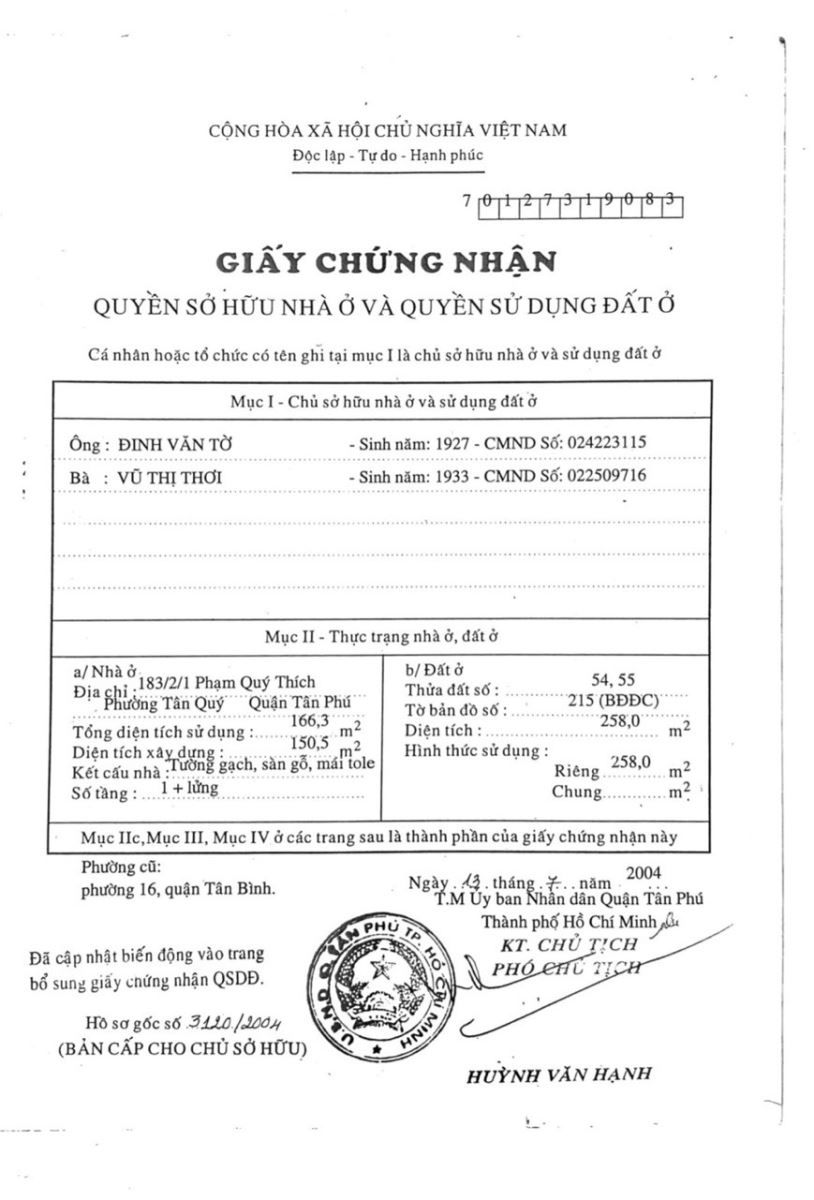 CỘNG HÒA XÃ HỘI CHỦ NGHĨA VIỆT NAM
Độc lập - Tự do - Hạnh phúc
7 0 1 2 7 3 1 9 0 8 3
GIẤY CHỨNG NHẬN
QUYỀN SỞ HỮU NHÀ Ở VÀ QUYỀN SỬ DỤNG ĐẤT Ở
Cá nhân hoặc tổ chức có tên ghi tại mục I là chủ sở hữu nhà ở và sử dụng đất ở
Mục I - Chủ sở hữu nhà ở và sử dụng đất ở
Ông : ĐINH VĂN TỜ - Sinh năm: 1927 - CMND Số: 024223115
Bà : VŨ THỊ THƠI - Sinh năm: 1933 - CMND Số: 022509716
Mục II - Thực trạng nhà ở, đất ở
a/ Nhà ở
Địa chỉ : 183/2/1 Phạm Quý Thích
Phường Tân Quý Quận Tân Phú
Tổng diện tích sử dụng : 166,3 m2
Diện tích xây dựng : 150,5 m2
Kết cấu nhà : Tường gạch, sàn gỗ, mái tole
Số tầng : 1 + lửng
b/ Đất ở
Thửa đất số : 54, 55
Tờ bản đồ số : 215 (BĐĐC)
Diện tích : 258,0 m2
Hình thức sử dụng :
Riêng 258,0 m2
Chung m2
Mục IIc,Mục III, Mục IV ở các trang sau là thành phần của giấy chứng nhận này
Phường cũ:
phường 16, quận Tân Bình.
Ngày 13 tháng 7 năm 2004
T.M Ủy ban Nhân dân Quận Tân Phú
Thành phố Hồ Chí Minh
KT. CHỦ TỊCH
PHÓ CHỦ TỊCH
Đã cập nhật biến động vào trang
bổ sung giấy chứng nhận QSDĐ.
Hồ sơ gốc số 3120/2004
(BẢN CẤP CHO CHỦ SỞ HỮU)
U.B.N.D Q.TÂN PHÚ TP. HỒ CHÍ MINH
HUỲNH VĂN HẠNH